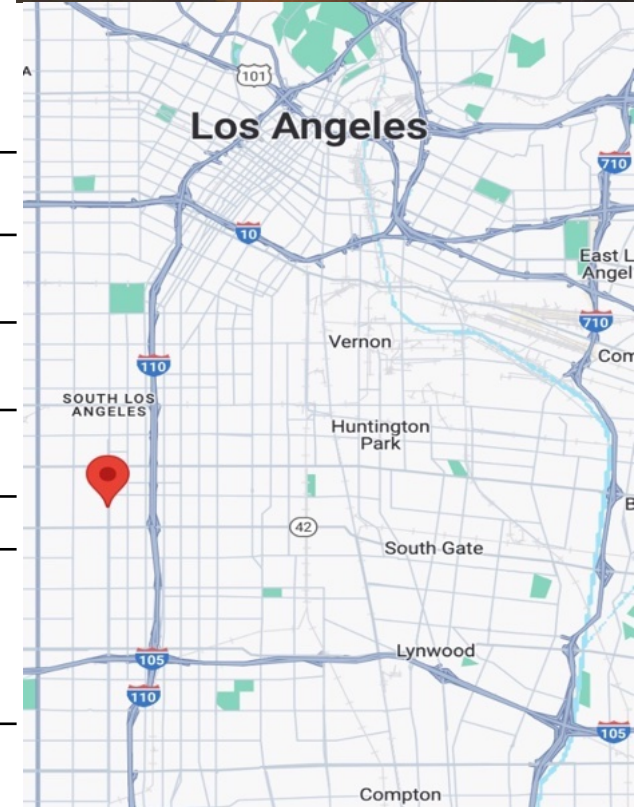 A
101
Los Angeles
710
10
East L
Angel
710
Vernon
Com
110
SOUTH LOS
ANGELES
Huntington
Park
B
42
South Gate
Lynwood
105
110
105
Compton